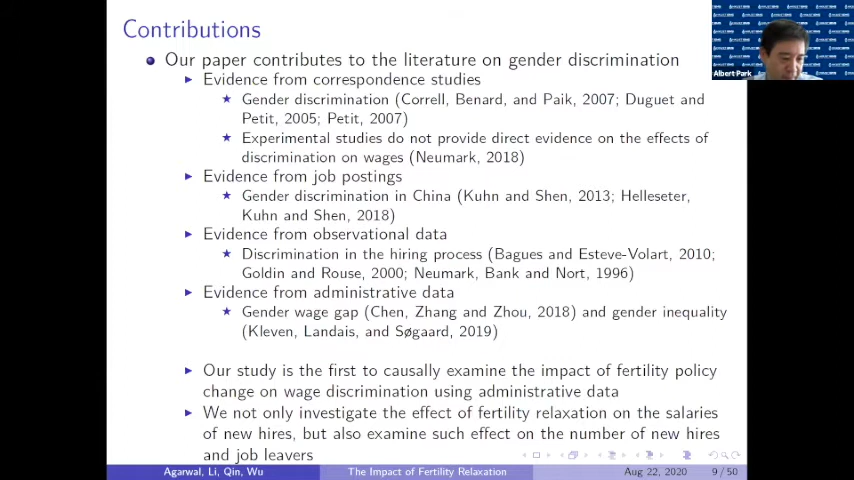 Contributions
Our paper contributes to the literature on gender discrimination
Evidence from correspondence studies
Gender discrimination (Correll, Benard, and Paik, 2007; Duguet and
Petit, 2005; Petit, 2007)
Experimental studies do not provide direct evidence on the effects of
discrimination on wages (Neumark, 2018)
Evidence from job postings
Gender discrimination in China (Kuhn and Shen, 2013; Helleseter,
Kuhn and Shen, 2018)
Evidence from observational data
Discrimination in the hiring process (Bagues and Esteve-Volart, 2010;
Goldin and Rouse, 2000; Neumark, Bank and Nort, 1996)
Evidence from administrative data
Gender wage gap (Chen, Zhang and Zhou, 2018) and gender inequality
(Kleven, Landais, and Søgaard, 2019)
Our study is the first to causally examine the impact of fertility policy
change on wage discrimination using administrative data
We not only investigate the effect of fertility relaxation on the salaries
of new hires, but also examine such effect on the number of new hires
and job leavers
Agarwal, Li, Qin, Wu
The Impact of Fertility Relaxation
Aug 22, 2020
9 / 50
Albert Park